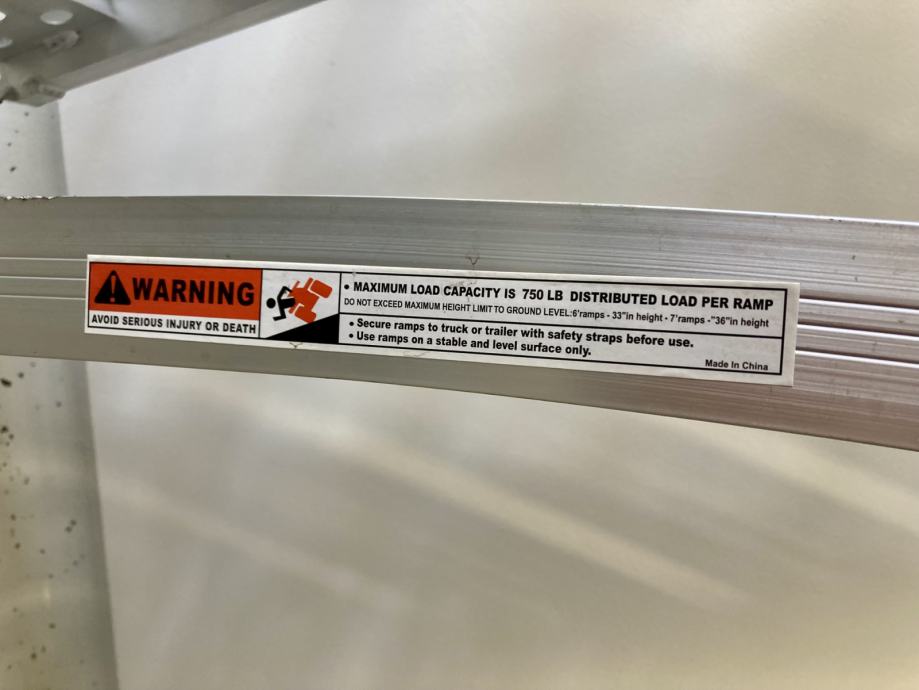 WARNING
AVOID SERIOUS INJURY OR DEATH
• MAXIMUM LOAD CAPACITY IS 750 LB DISTRIBUTED LOAD PER RAMP
DO NOT EXCEED MAXIMUM HEIGHT LIMIT TO GROUND LEVEL:6'ramps - 33"in height - 7'ramps -"36"in height
• Secure ramps to truck or trailer with safety straps before use.
• Use ramps on a stable and level surface only.
Made In China